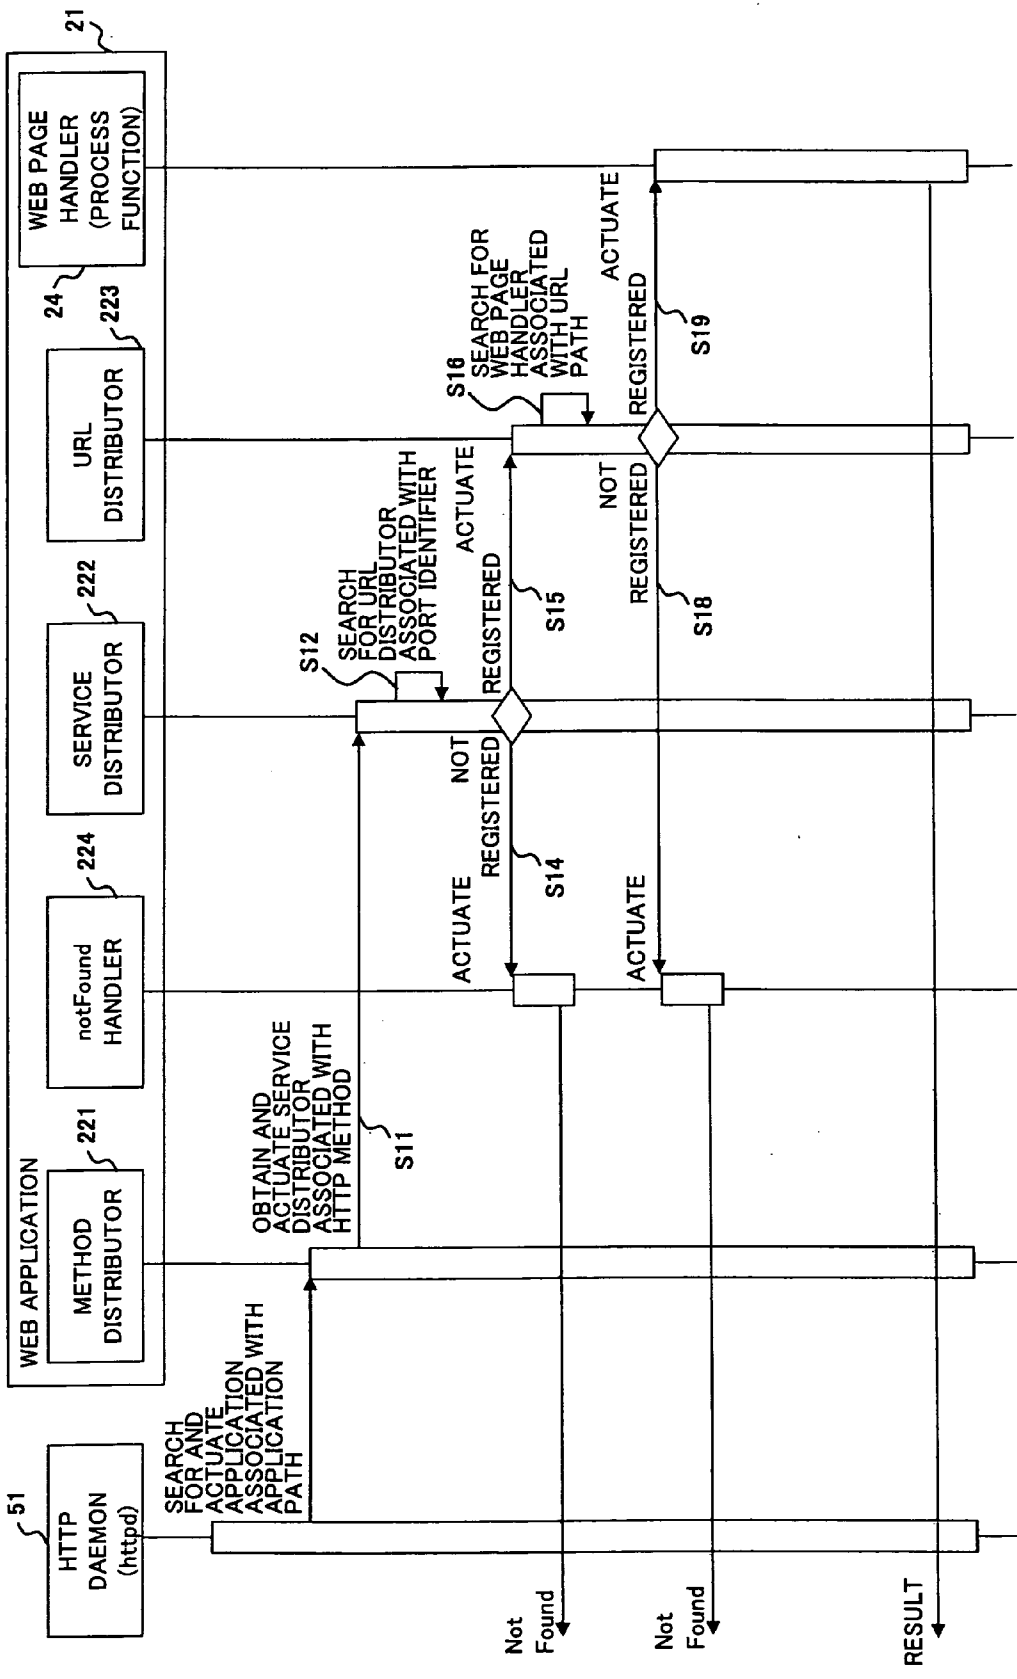 51
HTTP
DAEMON
(httpd)
WEB APPLICATION
21
221
METHOD
DISTRIBUTOR
224
notFound
HANDLER
222
SERVICE
DISTRIBUTOR
223
URL
DISTRIBUTOR
24
WEB PAGE
HANDLER
(PROCESS
FUNCTION)
SEARCH
FOR AND
ACTUATE
APPLICATION
ASSOCIATED WITH
APPLICATION
PATH
OBTAIN AND
ACTUATE SERVICE
DISTRIBUTOR
ASSOCIATED WITH
HTTP METHOD
S11
S12
SEARCH
FOR URL
DISTRIBUTOR
ASSOCIATED WITH
PORT IDENTIFIER
ACTUATE
NOT
REGISTERED
S14
REGISTERED
ACTUATE
S15
S16
SEARCH FOR
WEB PAGE
HANDLER
ASSOCIATED
WITH URL
PATH
Not
Found
ACTUATE
NOT
REGISTERED
S18
REGISTERED
ACTUATE
S19
Not
Found
RESULT